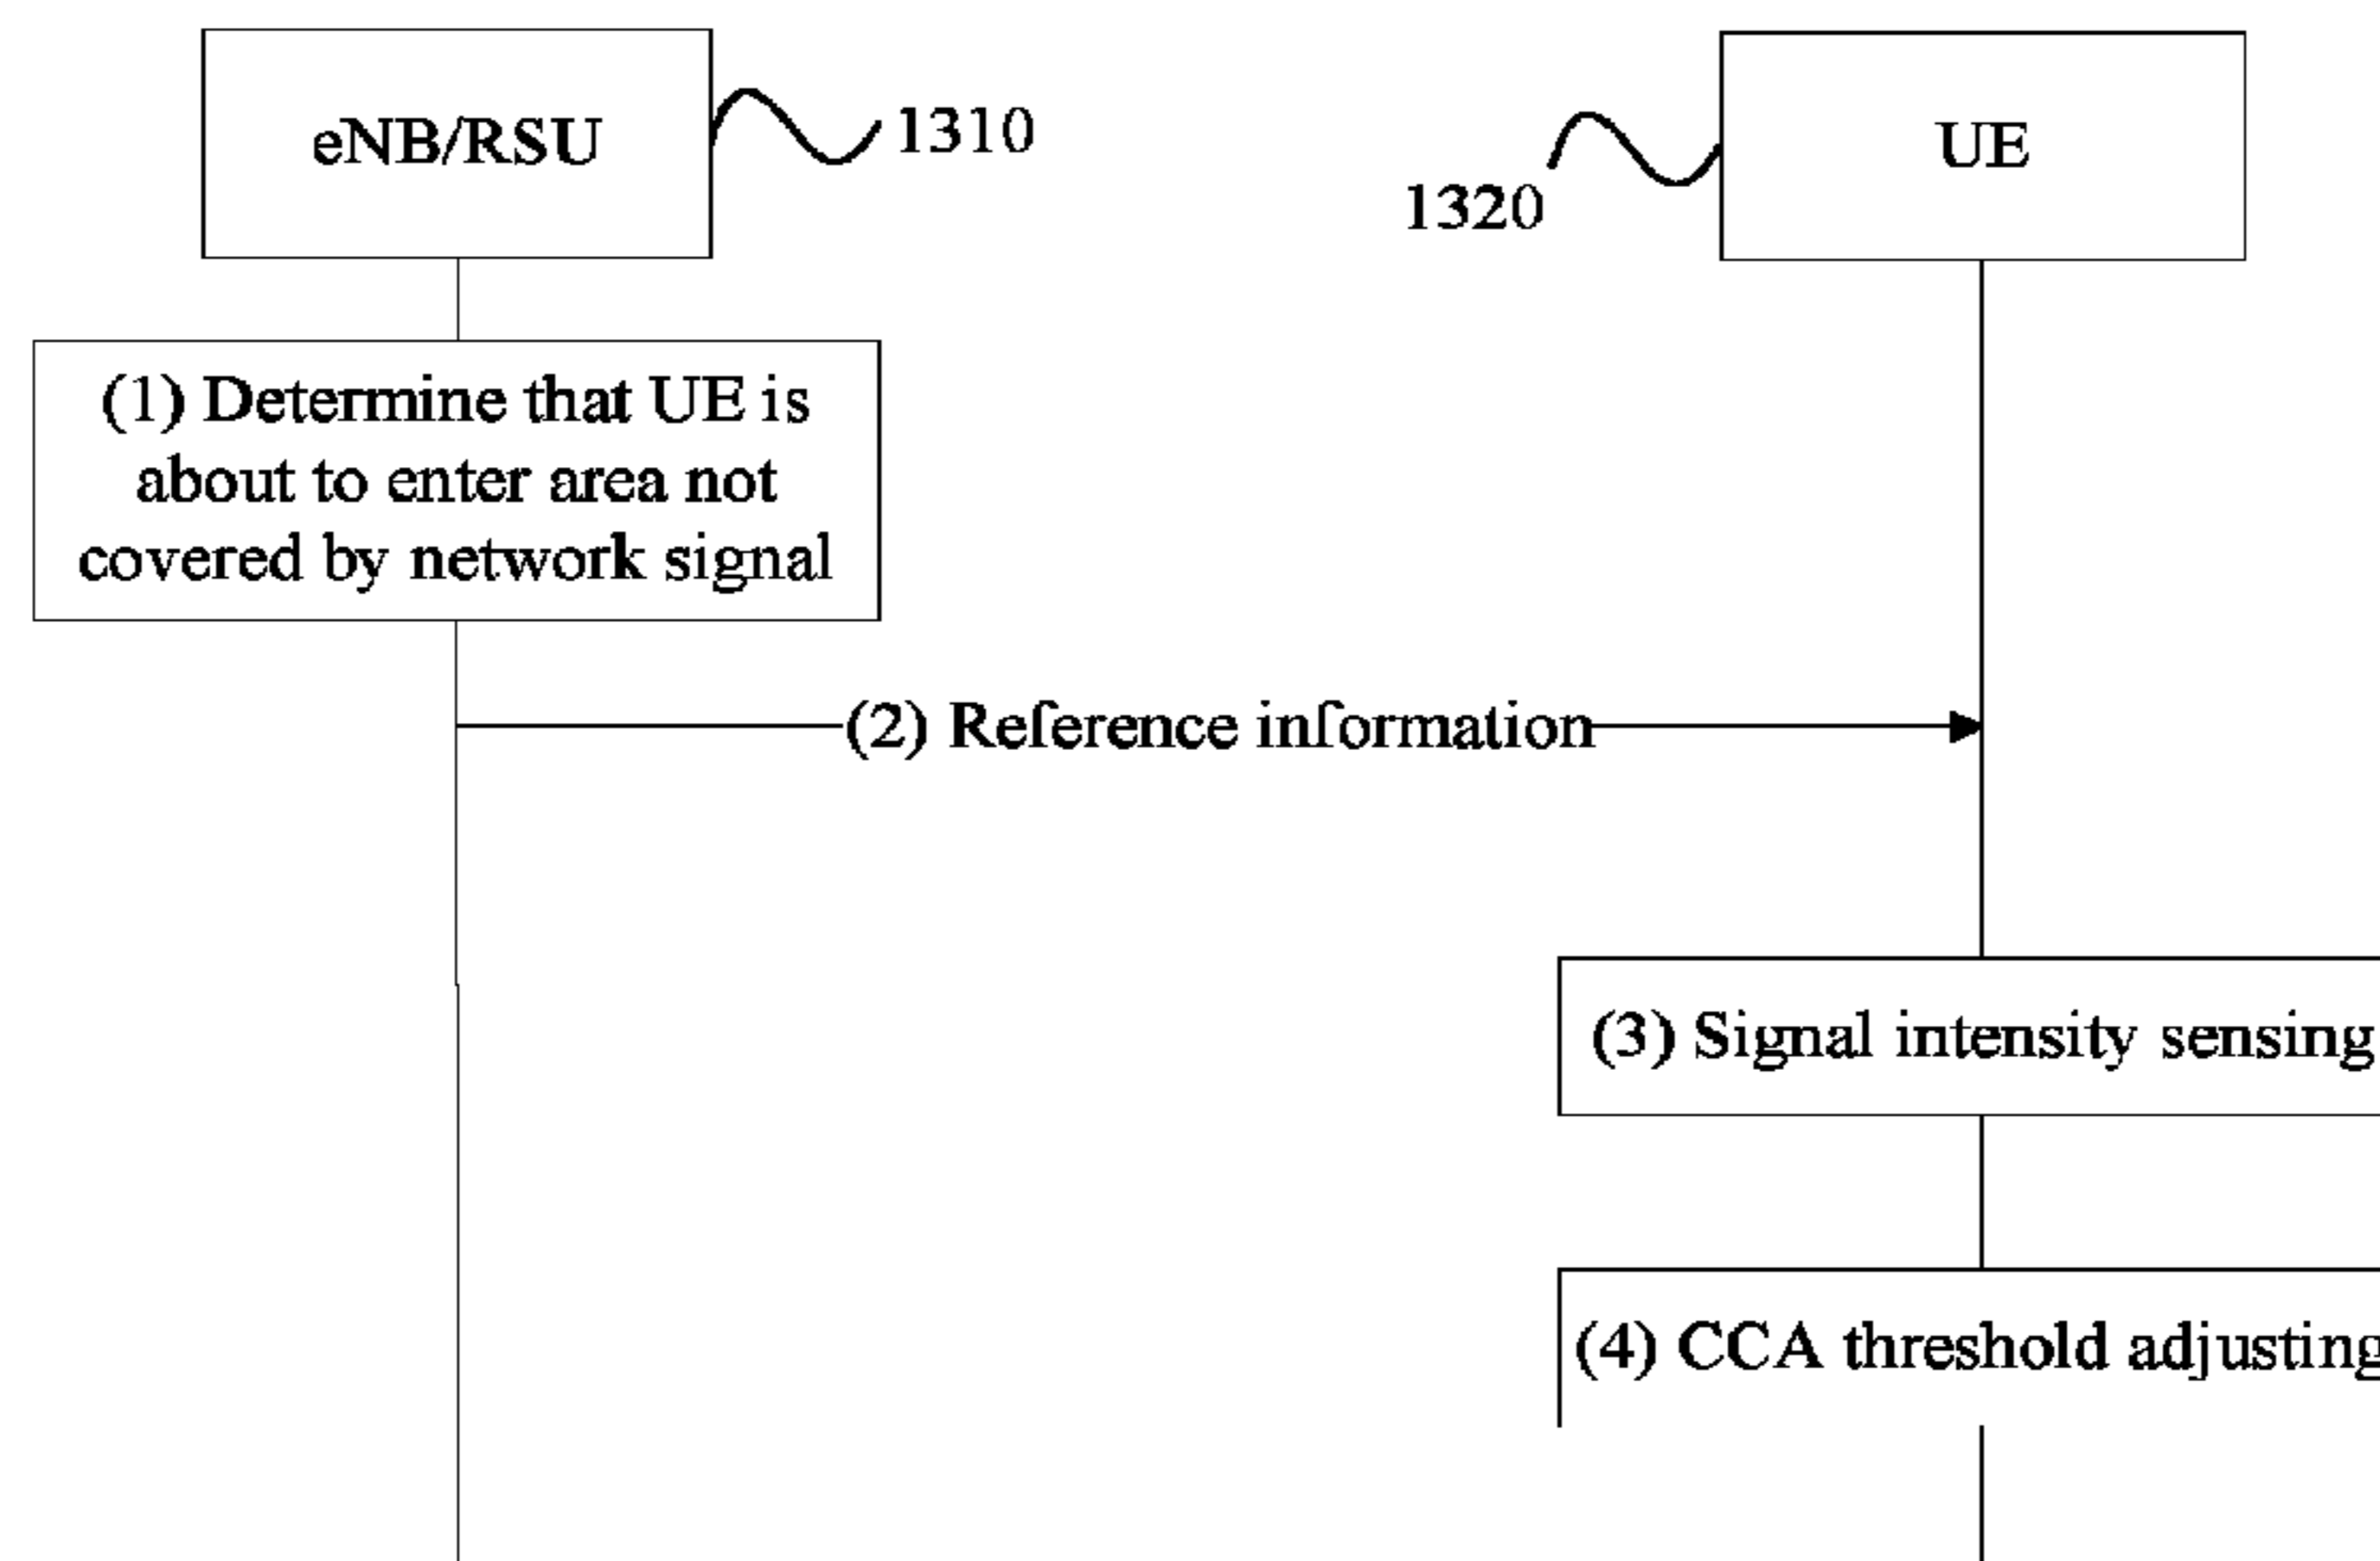 eNB/RSU
1310
1320
UE
(1) Determine that UE is
about to enter area not
covered by network signal
(2) Reference information
(3) Signal intensity sensing
(4) CCA threshold adjusting